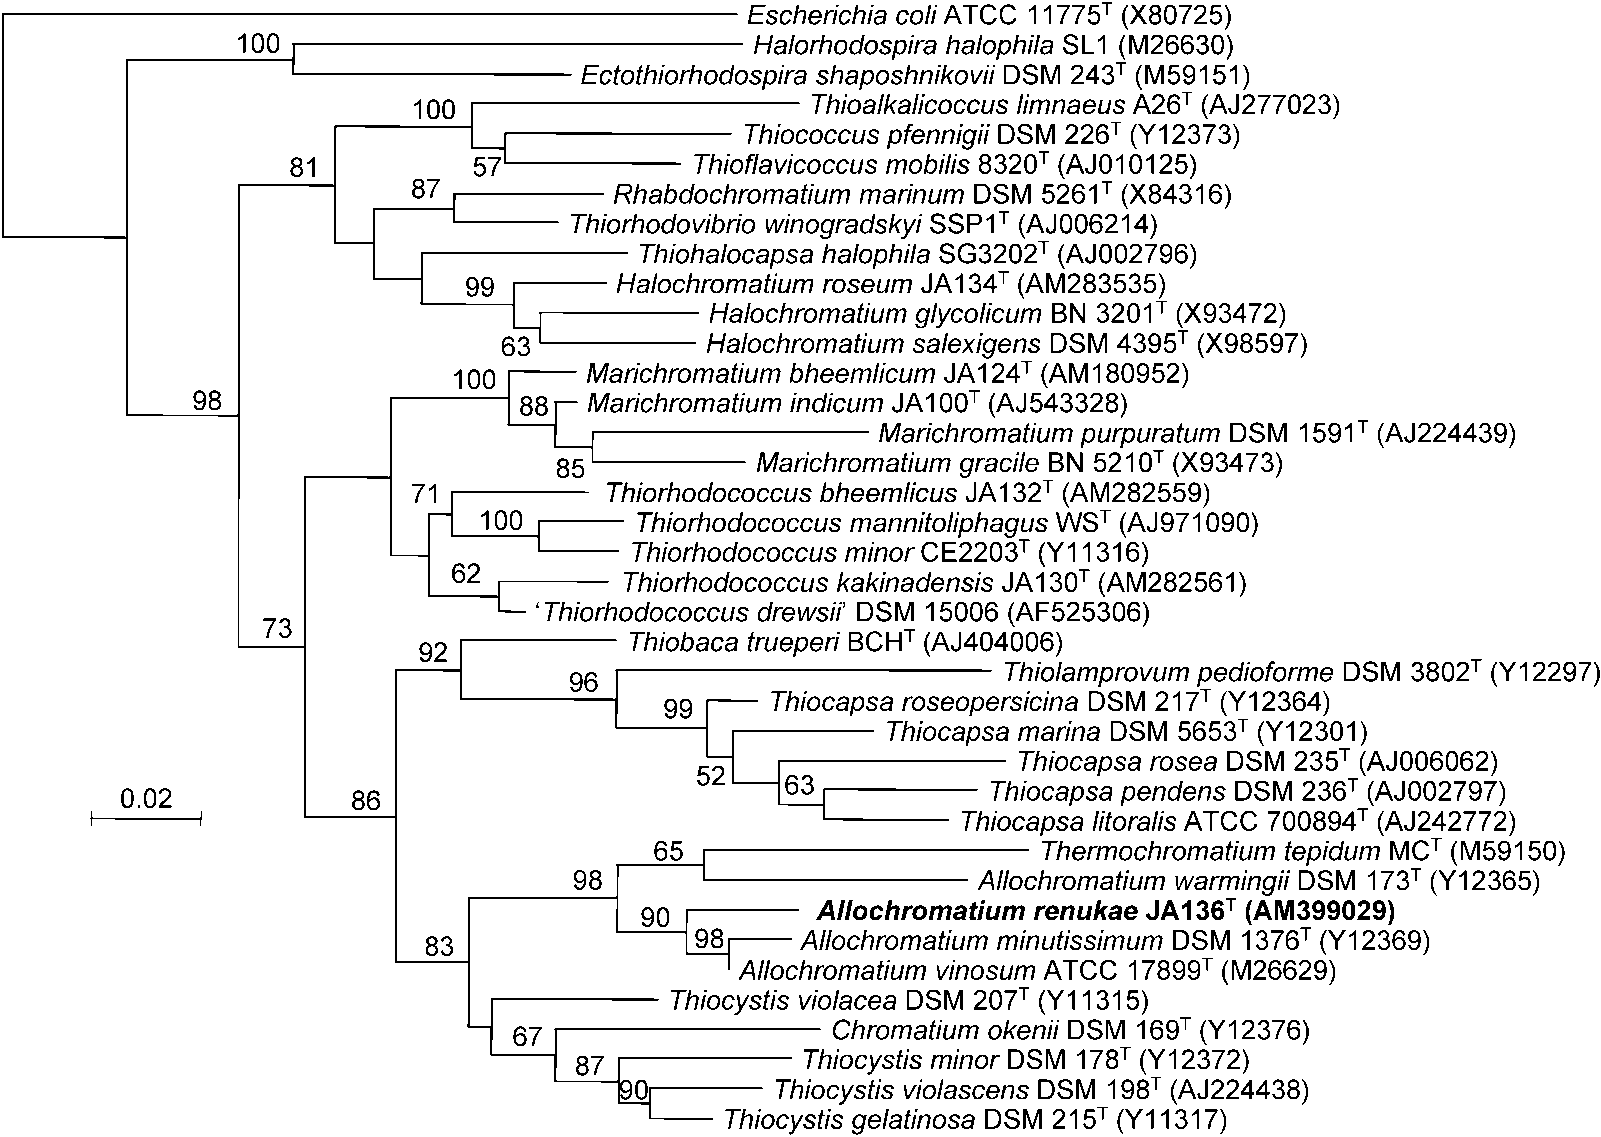 Escherichia coli ATCC 11775ᵀ (X80725)
100
Halorhodospira halophila SL1 (M26630)
Ectothiorhodospira shaposhnikovii DSM 243ᵀ (M59151)
100
Thioalkalicoccus limnaeus A26ᵀ (AJ277023)
Thiococcus pfennigii DSM 226ᵀ (Y12373)
81
57
Thioflavicoccus mobilis 8320ᵀ (AJ010125)
87
Rhabdochromatium marinum DSM 5261ᵀ (X84316)
Thiorhodovibrio winogradskyi SSP1ᵀ (AJ006214)
Thiohalocapsa halophila SG3202ᵀ (AJ002796)
99
Halochromatium roseum JA134ᵀ (AM283535)
Halochromatium glycolicum BN 3201ᵀ (X93472)
63
Halochromatium salexigens DSM 4395ᵀ (X98597)
100
Marichromatium bheemlicum JA124ᵀ (AM180952)
98
88
Marichromatium indicum JA100ᵀ (AJ543328)
Marichromatium purpuratum DSM 1591ᵀ (AJ224439)
85
Marichromatium gracile BN 5210ᵀ (X93473)
71
Thiorhodococcus bheemlicus JA132ᵀ (AM282559)
100
Thiorhodococcus mannitoliphagus WSᵀ (AJ971090)
Thiorhodococcus minor CE2203ᵀ (Y11316)
62
Thiorhodococcus kakinadensis JA130ᵀ (AM282561)
‘Thiorhodococcus drewsii’ DSM 15006 (AF525306)
73
92
Thiobaca trueperi BCHᵀ (AJ404006)
96
Thiolamprovum pedioforme DSM 3802ᵀ (Y12297)
99
Thiocapsa roseopersicina DSM 217ᵀ (Y12364)
Thiocapsa marina DSM 5653ᵀ (Y12301)
52
Thiocapsa rosea DSM 235ᵀ (AJ006062)
63
Thiocapsa pendens DSM 236ᵀ (AJ002797)
0.02
86
Thiocapsa litoralis ATCC 700894ᵀ (AJ242772)
65
Thermochromatium tepidum MCᵀ (M59150)
98
Allochromatium warmingii DSM 173ᵀ (Y12365)
90
Allochromatium renukae JA136ᵀ (AM399029)
83
98
Allochromatium minutissimum DSM 1376ᵀ (Y12369)
Allochromatium vinosum ATCC 17899ᵀ (M26629)
Thiocystis violacea DSM 207ᵀ (Y11315)
67
Chromatium okenii DSM 169ᵀ (Y12376)
87
Thiocystis minor DSM 178ᵀ (Y12372)
90
Thiocystis violascens DSM 198ᵀ (AJ224438)
Thiocystis gelatinosa DSM 215ᵀ (Y11317)